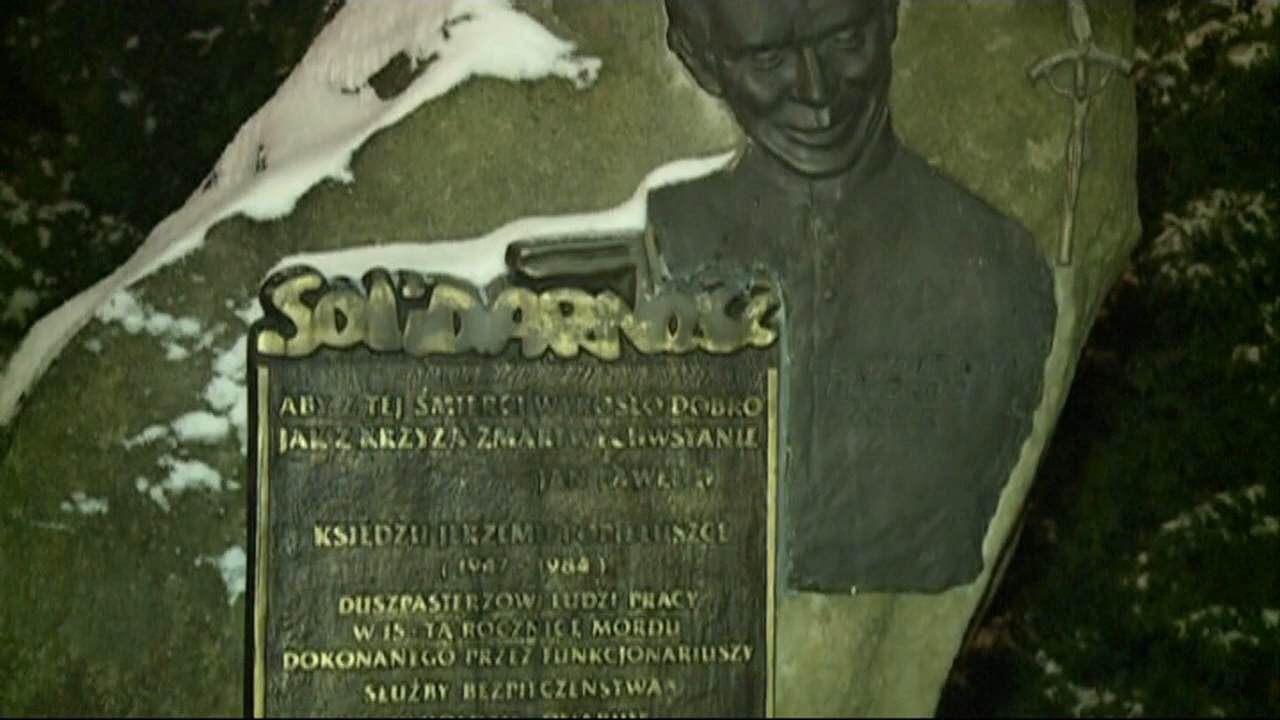 SOLIDARNOŚĆ
ABY Z TEJ ŚMIERCI WYROSŁO DOBRO
JAK Z KRZYŻA ZMARTWYCHWSTANIE
JAN PAWEŁ II
KSIĘDZU JERZEMU POPIEŁUSZCE
(1947 - 1984)
DUSZPASTERZOWI LUDZI PRACY
W 15-TĄ ROCZNICĘ MORDU
DOKONANEGO PRZEZ FUNKCJONARIUSZY
SŁUŻBY BEZPIECZEŃSTWA